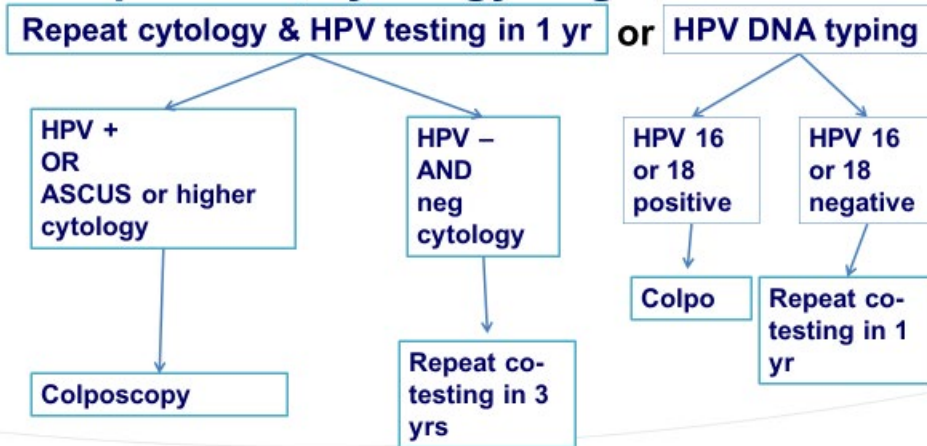 Repeat cytology & HPV testing in 1 yr or HPV DNA typing
HPV +
OR
ASCUS or higher
cytology
HPV –
AND
neg
cytology
HPV 16
or 18
positive
HPV 16
or 18
negative
Colposcopy
Repeat co-
testing in 3
yrs
Colpo
Repeat co-
testing in 1
yr